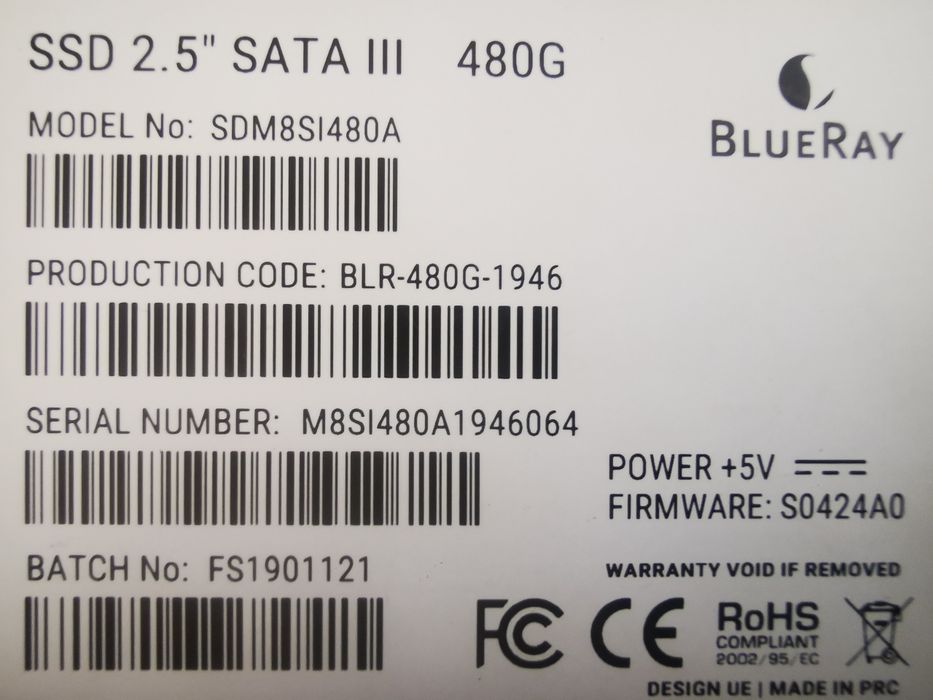 SSD 2.5" SATA III 480G
BLUERAY
MODEL No: SDM8SI480A
PRODUCTION CODE: BLR-480G-1946
SERIAL NUMBER: M8SI480A1946064
POWER +5V
FIRMWARE: S0424A0
BATCH No: FS1901121
WARRANTY VOID IF REMOVED
FC CE RoHS
COMPLIANT
2002/95/EC
DESIGN UE | MADE IN PRC